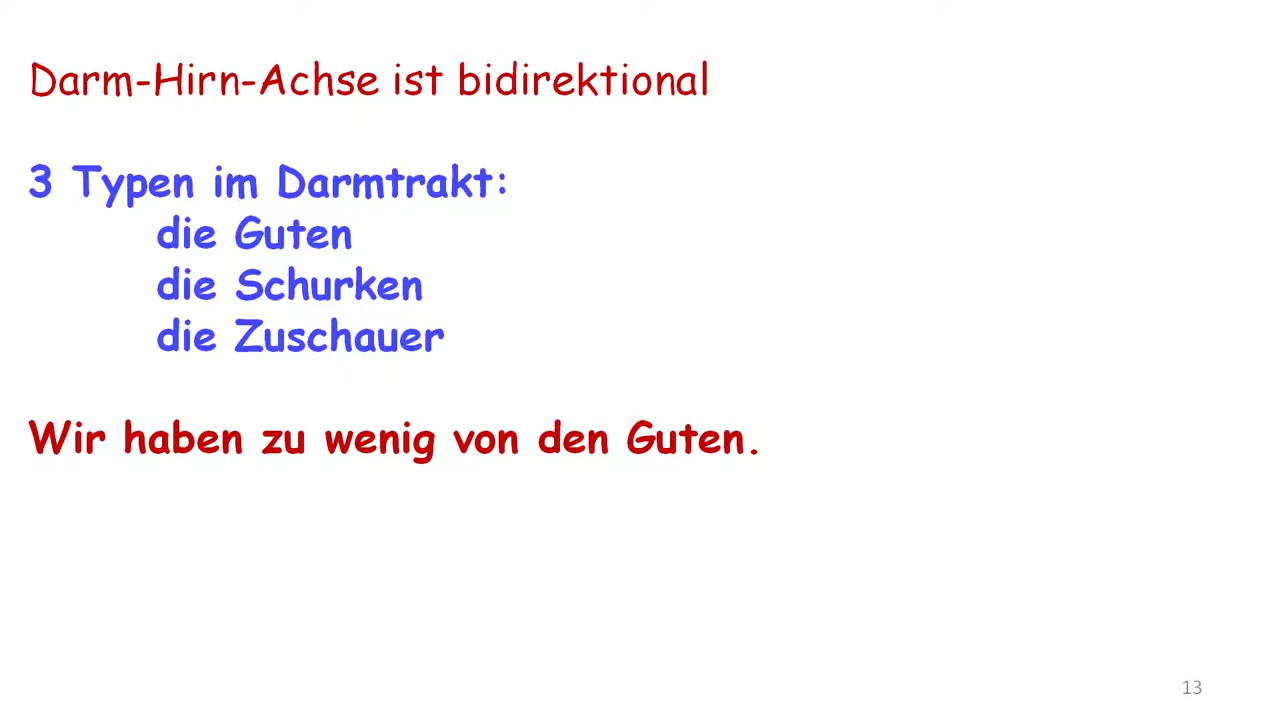 Darm-Hirn-Achse ist bidirektional
3 Typen im Darmtrakt:
die Guten
die Schurken
die Zuschauer
Wir haben zu wenig von den Guten.
13